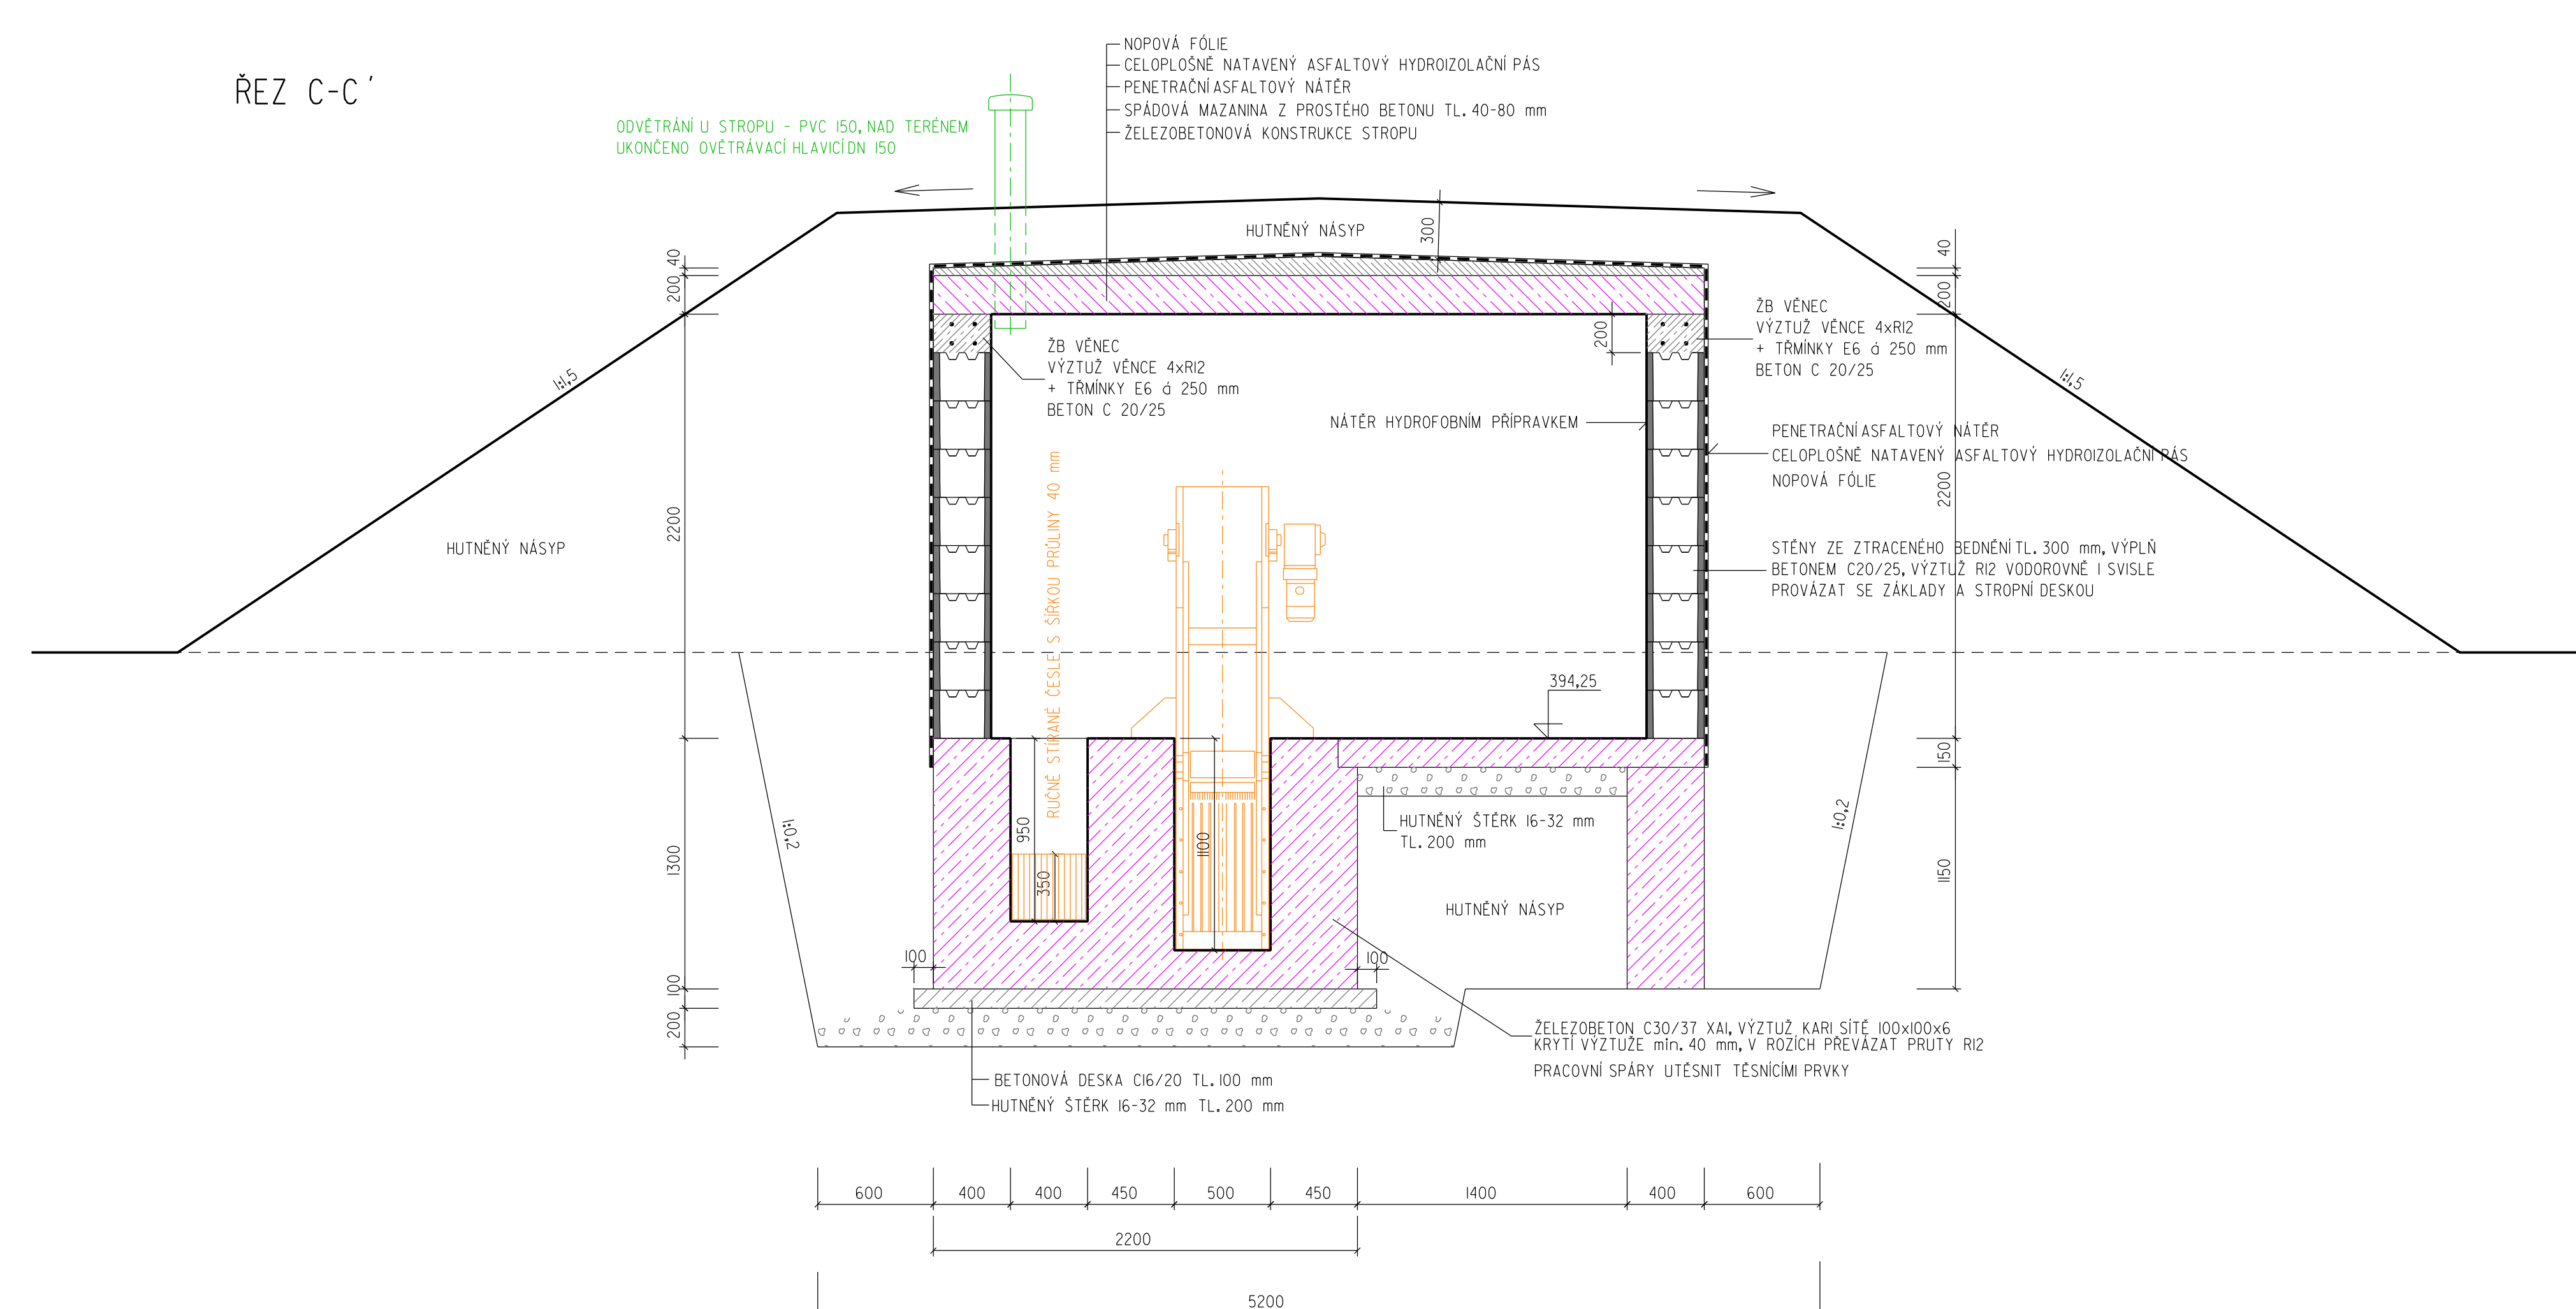 ŘEZ C-C´
NOPOVÁ FÓLIE
CELOPLOŠNĚ NATAVENÝ ASFALTOVÝ HYDROIZOLAČNÍ PÁS
PENETRAČNÍ ASFALTOVÝ NÁTĚR
SPÁDOVÁ MAZANINA Z PROSTÉHO BETONU TL. 40-80 mm
ŽELEZOBETONOVÁ KONSTRUKCE STROPU
ODVĚTRÁNÍ U STROPU - PVC 150, NAD TERÉNEM
UKONČENO OVĚTRÁVACÍ HLAVICÍ DN 150
HUTNĚNÝ NÁSYP
300
40
200
2200
1300
100
200
40
200
2200
150
1150
1:1,5
1:1,5
200
ŽB VĚNEC
VÝZTUŽ VĚNCE 4xR12
+ TŘMÍNKY E6 á 250 mm
BETON C 20/25
ŽB VĚNEC
VÝZTUŽ VĚNCE 4xR12
+ TŘMÍNKY E6 á 250 mm
BETON C 20/25
NÁTĚR HYDROFOBNÍM PŘÍPRAVKEM
PENETRAČNÍ ASFALTOVÝ NÁTĚR
CELOPLOŠNĚ NATAVENÝ ASFALTOVÝ HYDROIZOLAČNÍ PÁS
NOPOVÁ FÓLIE
HUTNĚNÝ NÁSYP
STĚNY ZE ZTRACENÉHO BEDNĚNÍ TL. 300 mm, VÝPLŇ
BETONEM C20/25, VÝZTUŽ R12 VODOROVNĚ I SVISLE
PROVÁZAT SE ZÁKLADY A STROPNÍ DESKOU
RUČNĚ STÍRANÉ ČESLE S ŠÍŘKOU PRŮLINY 40 mm
394,25
950
350
1100
1:0,2
1:0,2
HUTNĚNÝ ŠTĚRK 16-32 mm
TL. 200 mm
HUTNĚNÝ NÁSYP
100
100
ŽELEZOBETON C30/37 XA1, VÝZTUŽ KARI SÍTĚ 100x100x6
KRYTÍ VÝZTUŽE min. 40 mm, V ROZÍCH PŘEVÁZAT PRUTY R12
PRACOVNÍ SPÁRY UTĚSNIT TĚSNÍCÍMI PRVKY
BETONOVÁ DESKA C16/20 TL. 100 mm
HUTNĚNÝ ŠTĚRK 16-32 mm TL. 200 mm
600 400 400 450 500 450 1400 400 600
2200
5200